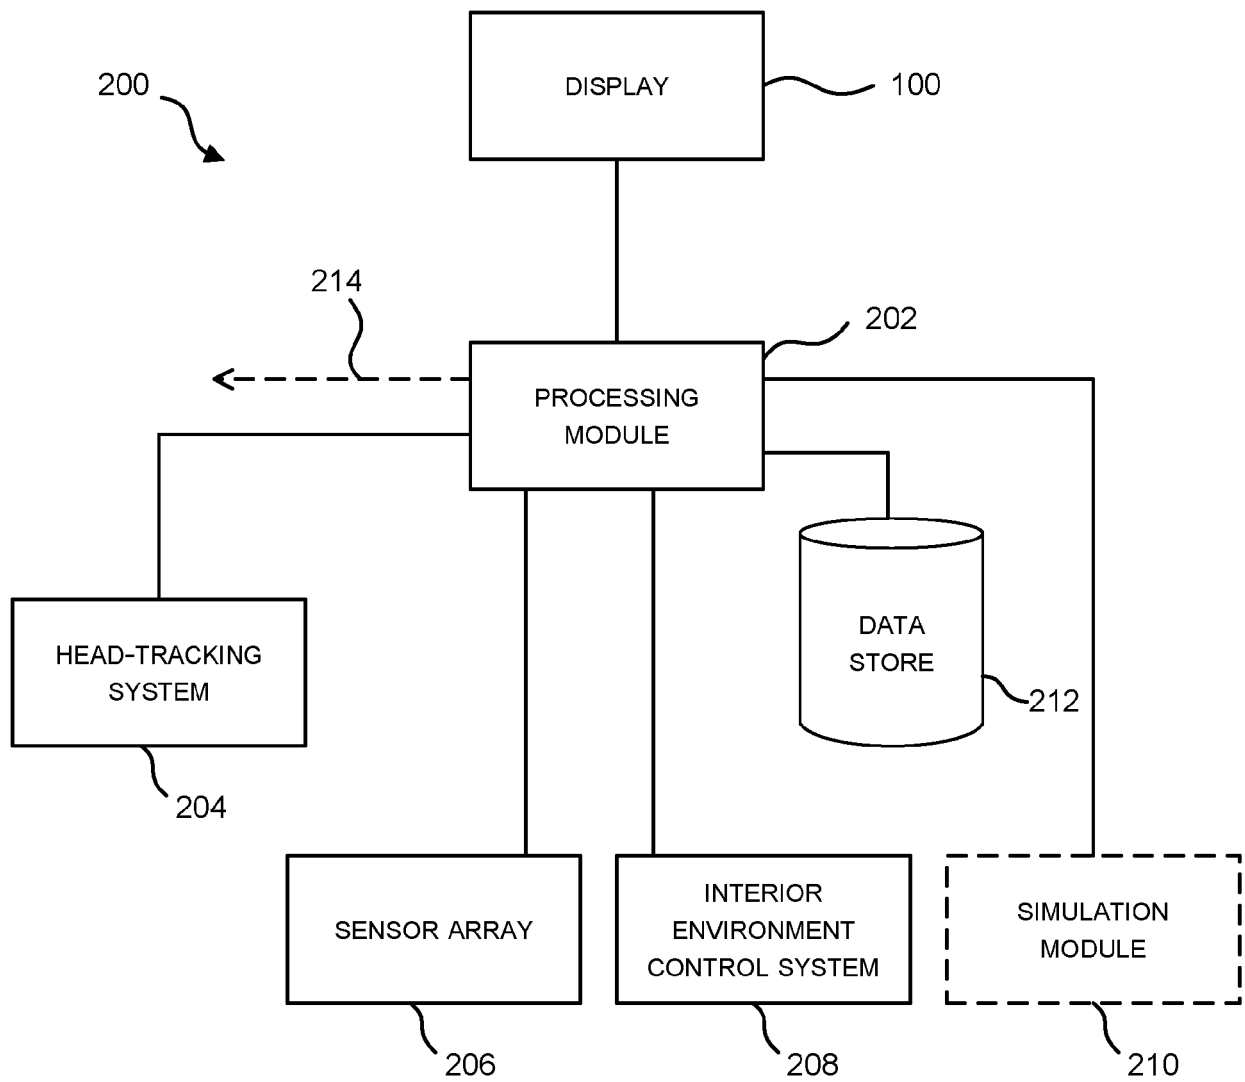 200
DISPLAY
100
214
202
PROCESSING
MODULE
HEAD-TRACKING
SYSTEM
204
DATA
STORE
212
SENSOR ARRAY
206
INTERIOR
ENVIRONMENT
CONTROL SYSTEM
208
SIMULATION
MODULE
210